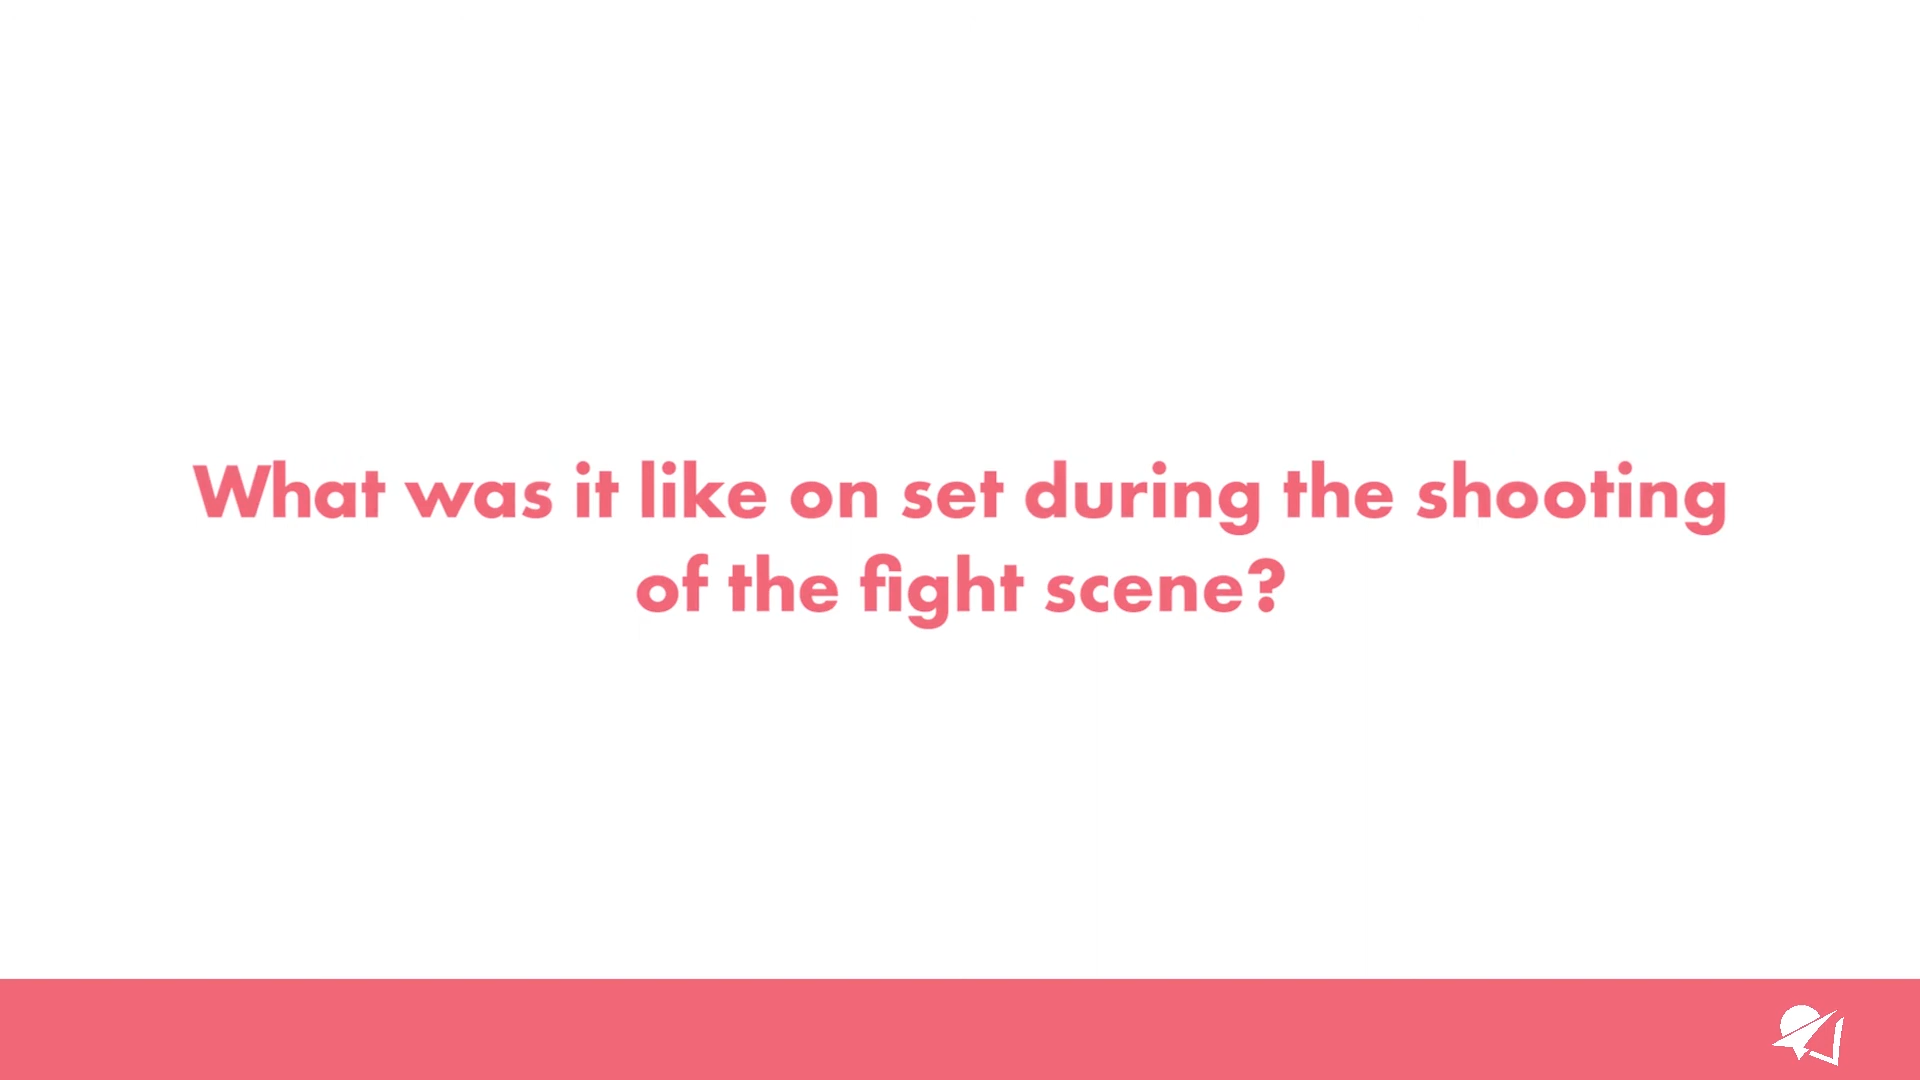 What was it like on set during the shooting
of the fight scene?